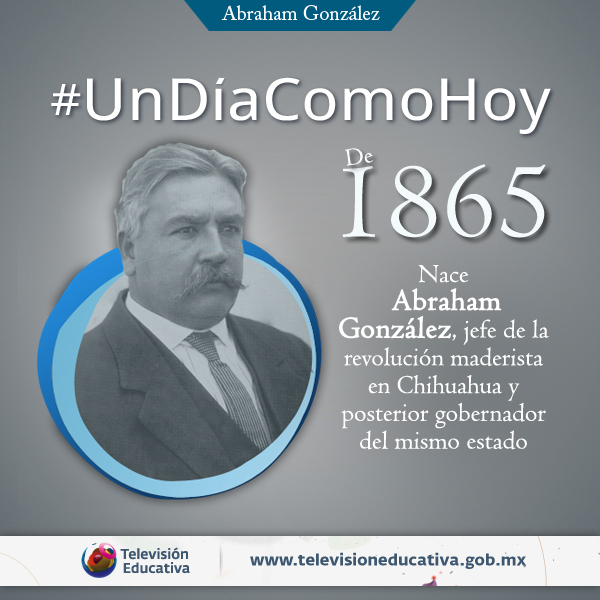 Abraham González
#UnDíaComoHoy
De
1865
Nace
Abraham
González, jefe de la
revolución maderista
en Chihuahua y
posterior gobernador
del mismo estado
Televisión
Educativa
www.televisioneducativa.gob.mx